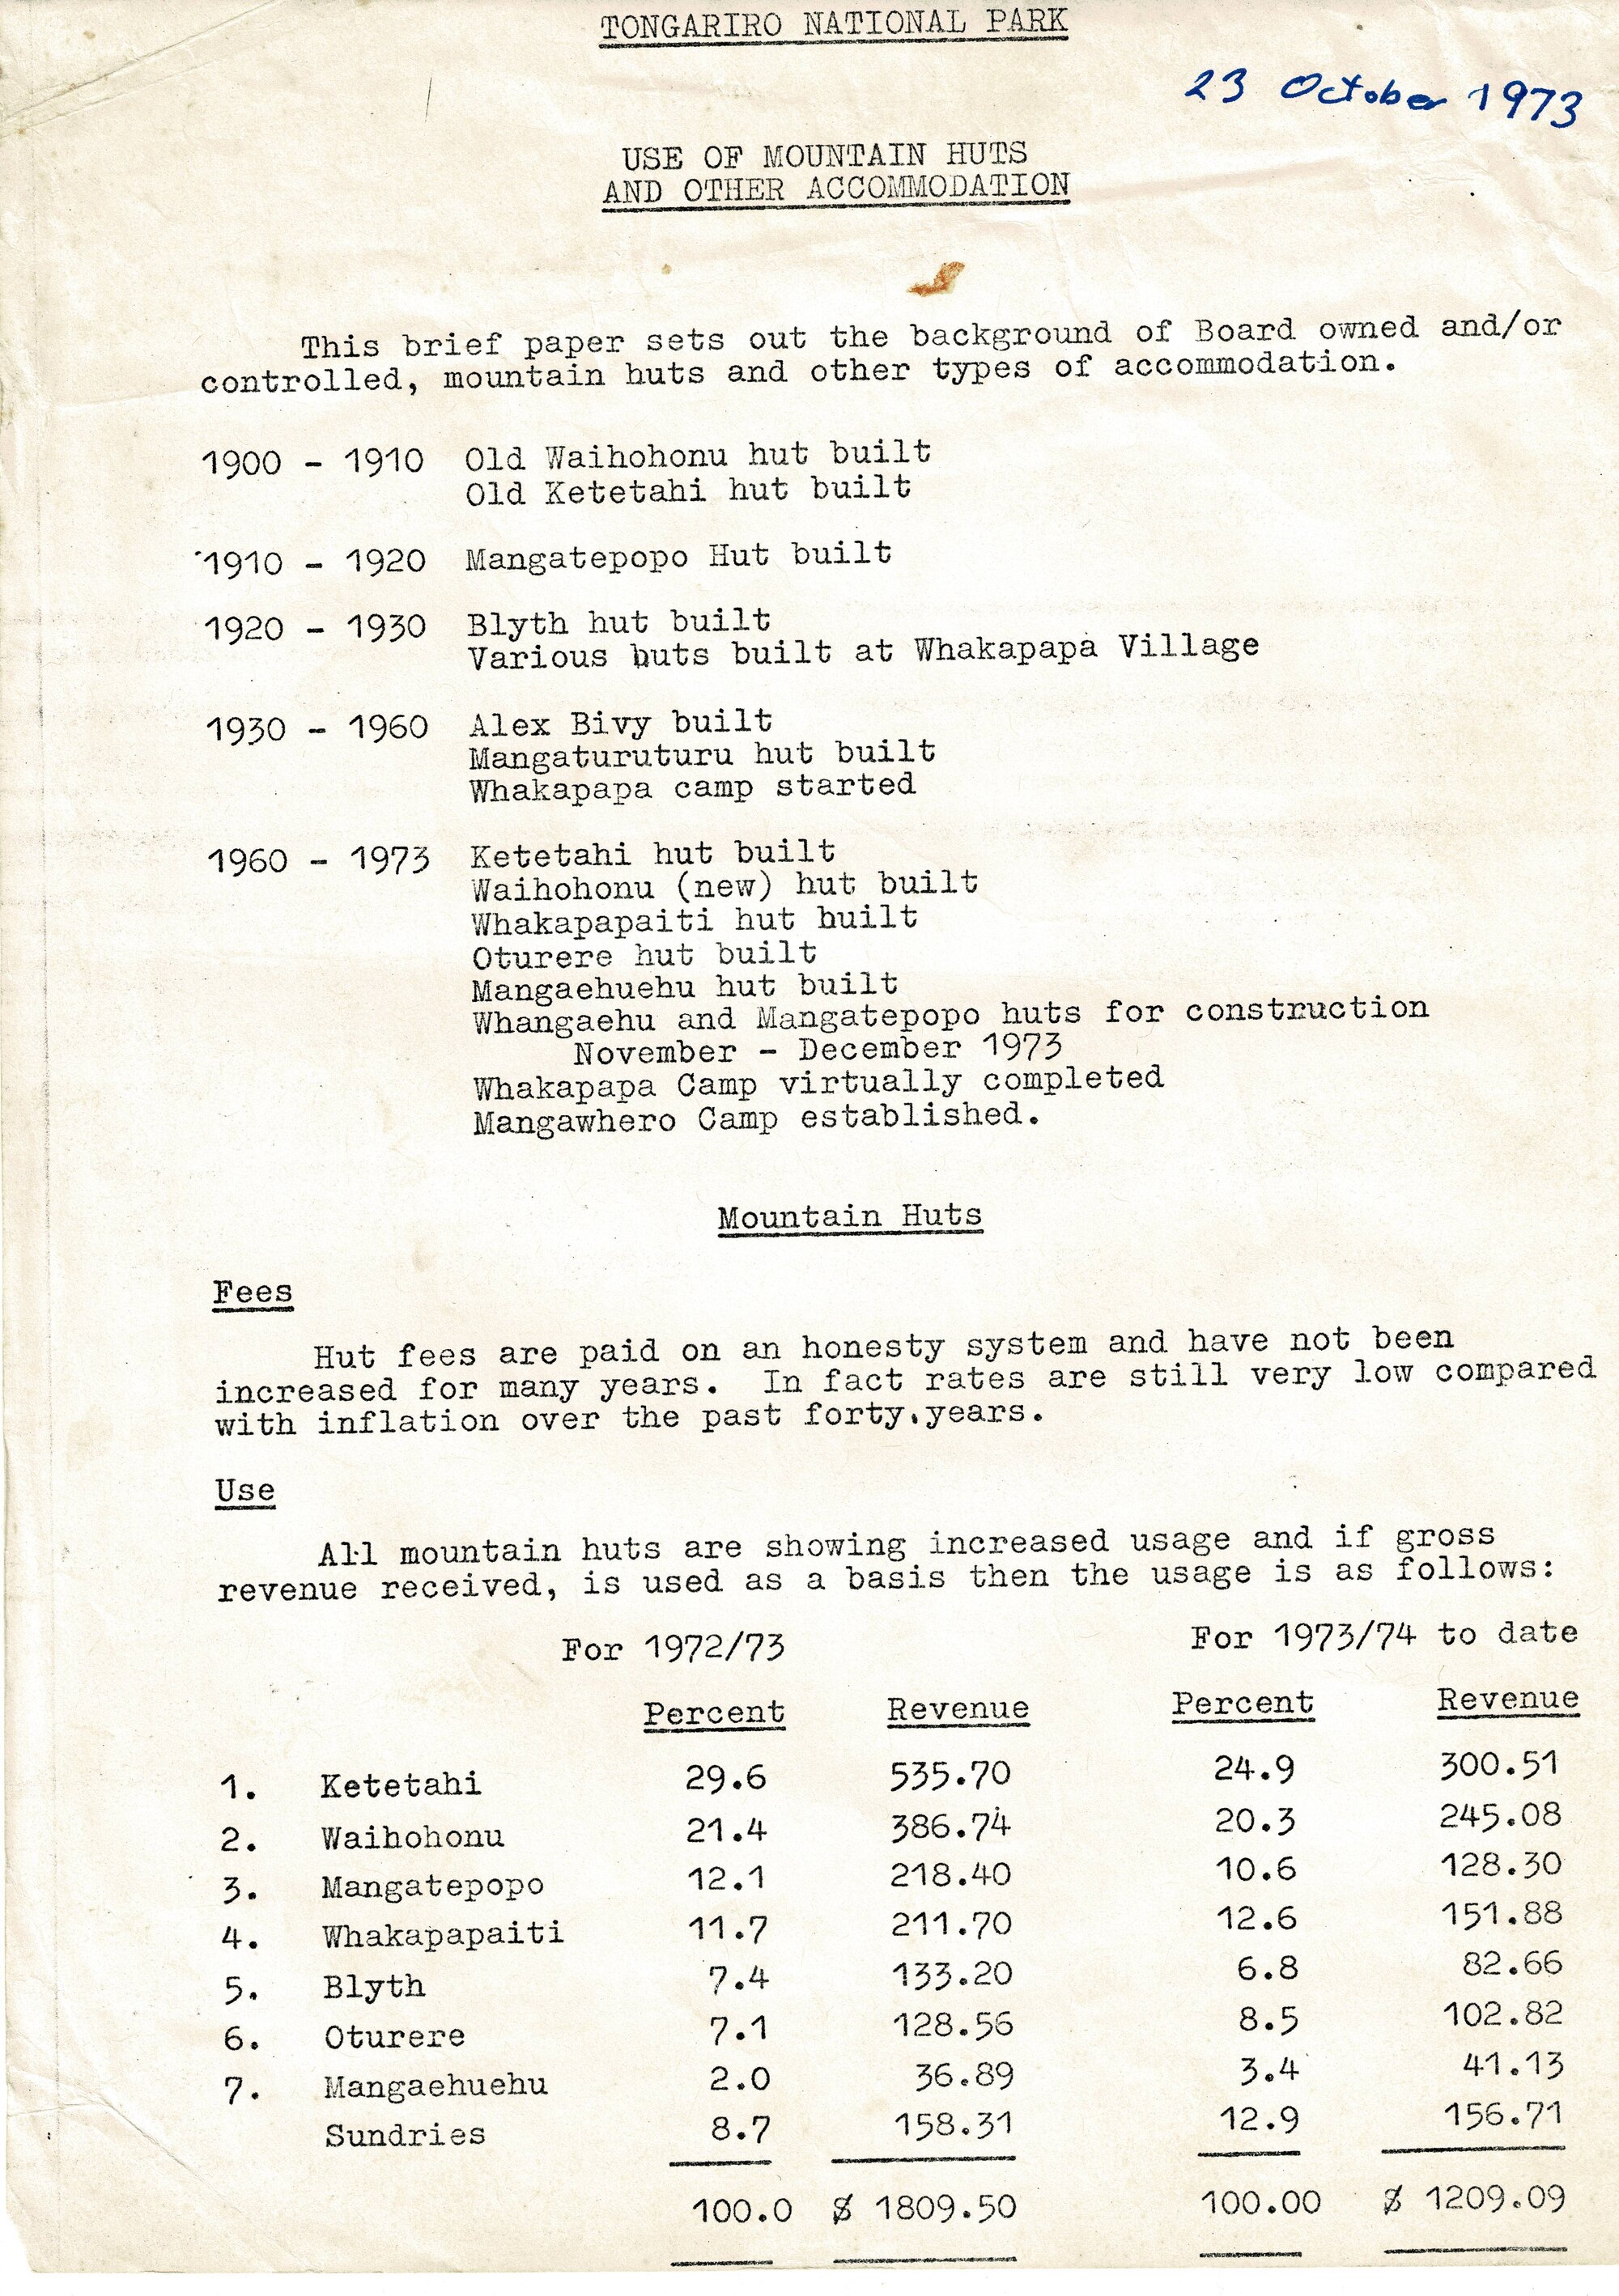 TONGARIRO NATIONAL PARK
23 October 1973
USE OF MOUNTAIN HUTS
AND OTHER ACCOMMODATION
This brief paper sets out the background of Board owned and/or
controlled, mountain huts and other types of accommodation.
1900 - 1910 Old Waihohonu hut built
Old Ketetahi hut built
1910 - 1920 Mangatepopo Hut built
1920 - 1930 Blyth hut built
Various huts built at Whakapapa Village
1930 - 1960 Alex Bivy built
Mangaturuturu hut built
Whakapapa camp started
1960 - 1973 Ketetahi hut built
Waihohonu (new) hut built
Whakapapaiti hut built
Oturere hut built
Mangaehuehu hut built
Whangaehu and Mangatepopo huts for construction
November - December 1973
Whakapapa Camp virtually completed
Mangawhero Camp established.
Mountain Huts
Fees
Hut fees are paid on an honesty system and have not been
increased for many years. In fact rates are still very low compared
with inflation over the past forty.years.
Use
All mountain huts are showing increased usage and if gross
revenue received, is used as a basis then the usage is as follows:
For 1972/73 For 1973/74 to date
Percent Revenue Percent Revenue
1. Ketetahi 29.6 535.70 24.9 300.51
2. Waihohonu 21.4 386.74 20.3 245.08
3. Mangatepopo 12.1 218.40 10.6 128.30
4. Whakapapaiti 11.7 211.70 12.6 151.88
5. Blyth 7.4 133.20 6.8 82.66
6. Oturere 7.1 128.56 8.5 102.82
7. Mangaehuehu 2.0 36.89 3.4 41.13
Sundries 8.7 158.31 12.9 156.71
100.0 $ 1809.50 100.00 $ 1209.09